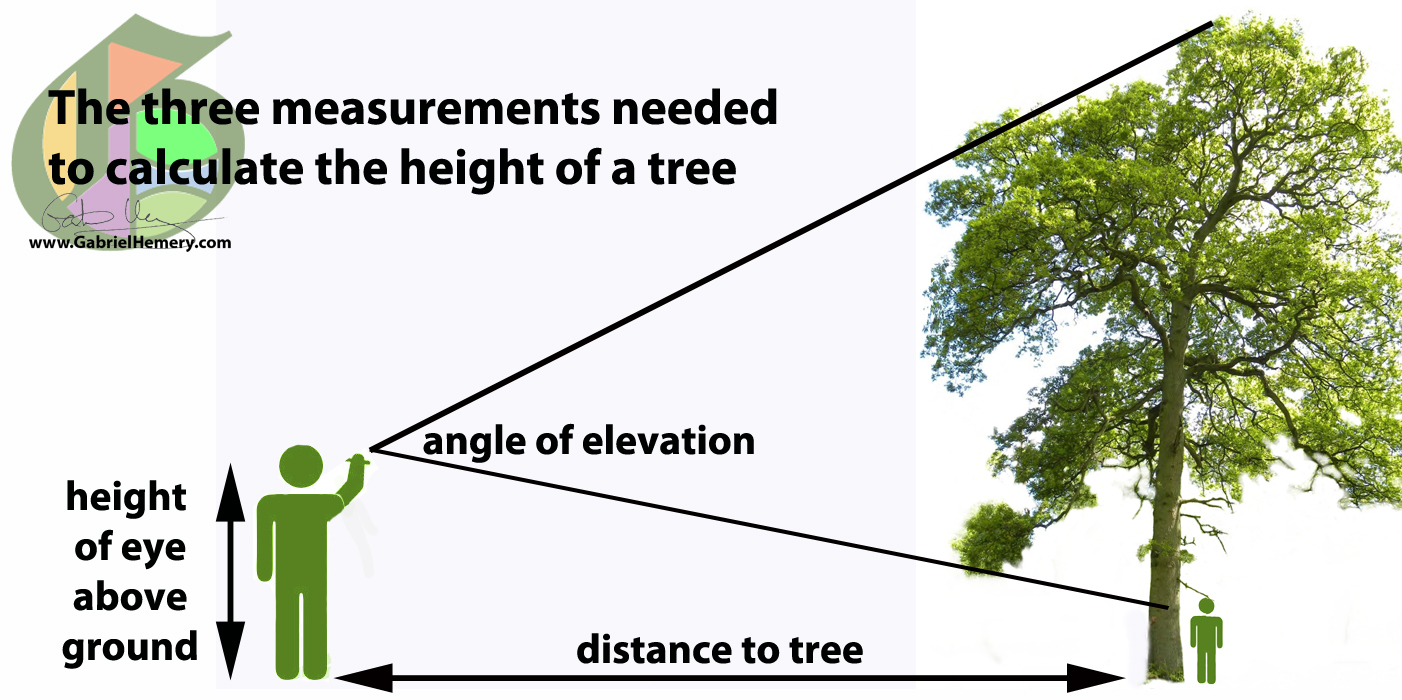 The three measurements needed
to calculate the height of a tree
www.GabrielHemery.com
angle of elevation
height
of eye
above
ground
distance to tree